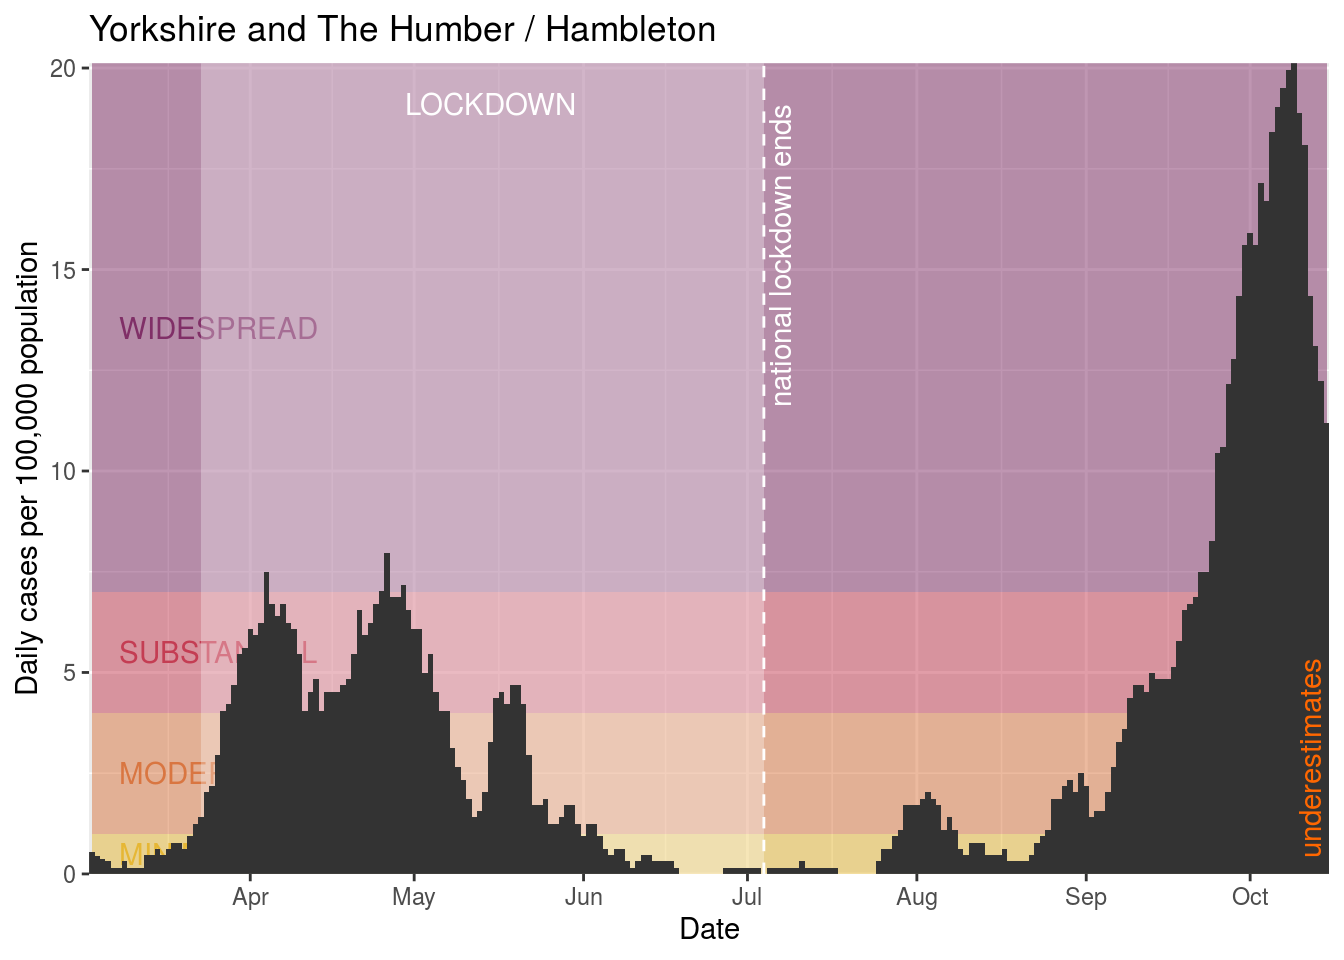 Yorkshire and The Humber / Hambleton
Daily cases per 100,000 population
20
15
10
5
0
LOCKDOWN
national lockdown ends
WIDESPREAD
underestimates
Apr
May
Jun
Jul
Aug
Sep
Oct
Date